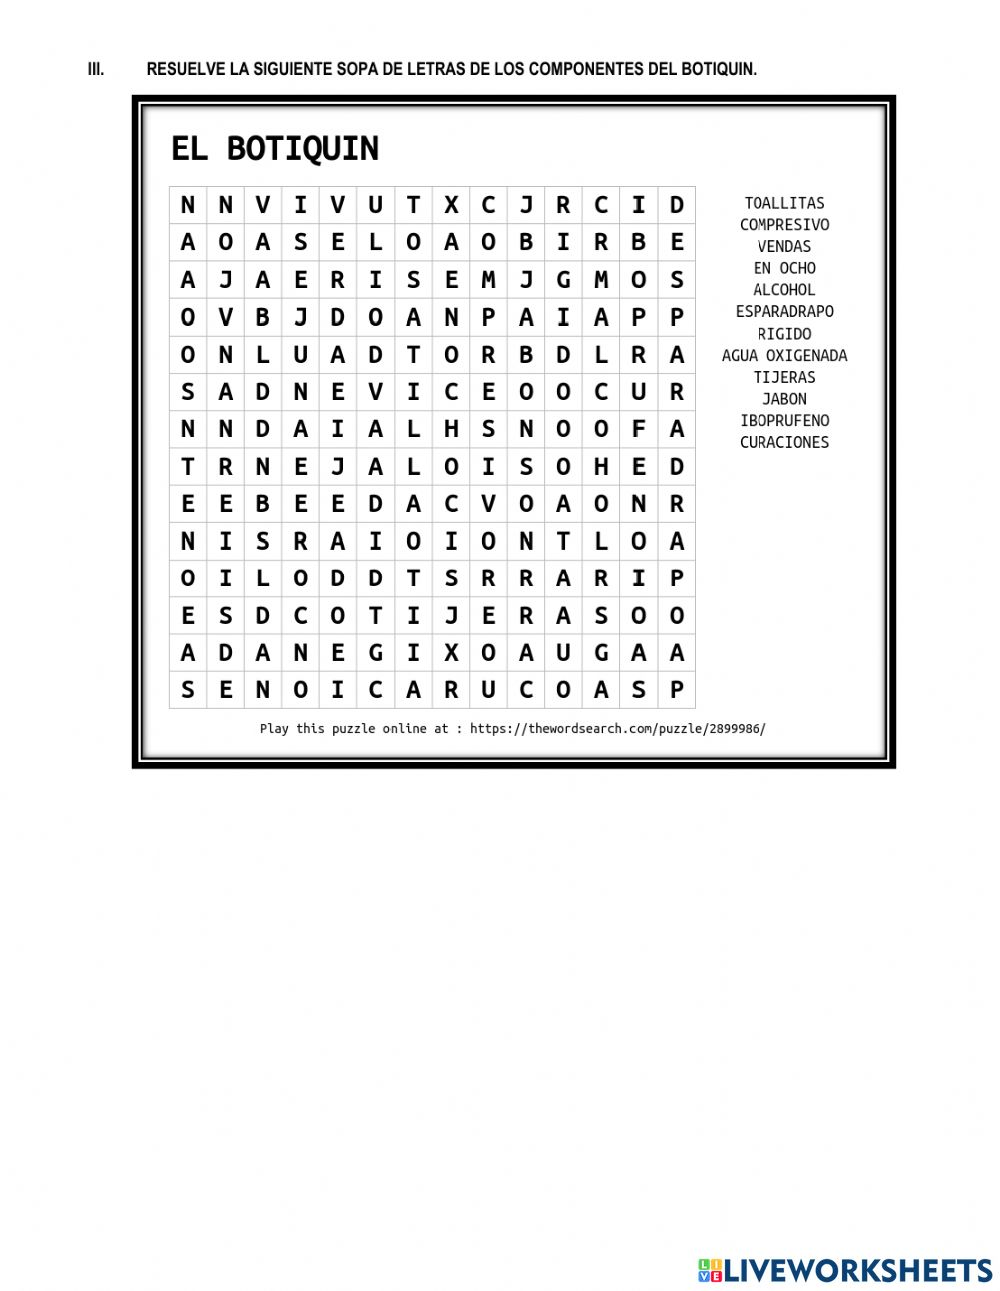 III. RESUELVE LA SIGUIENTE SOPA DE LETRAS DE LOS COMPONENTES DEL BOTIQUIN.
EL BOTIQUIN
N N V I V U T X C J R C I D
A O A S E L O A O B I R B E
A J A E R I S E M J G M O S
O V B J D O A N P A I A P P
O N L U A D T O R B D L R A
S A D N E V I C E O O C U R
N N D A I A L H S N O O F A
T R N E J A L O I S O H E D
E E B E E D A C V O A O N R
N I S R A I O I O N T L O A
O I L O D D T S R R A R I P
E S D C O T I J E R A S O O
A D A N E G I X O A U G A A
S E N O I C A R U C O A S P
TOALLITAS
COMPRESIVO
VENDAS
EN OCHO
ALCOHOL
ESPARADRAPO
RIGIDO
AGUA OXIGENADA
TIJERAS
JABON
IBOPRUFENO
CURACIONES
Play this puzzle online at : https://thewordsearch.com/puzzle/2899986/
LIVE LIVEWORKSHEETS